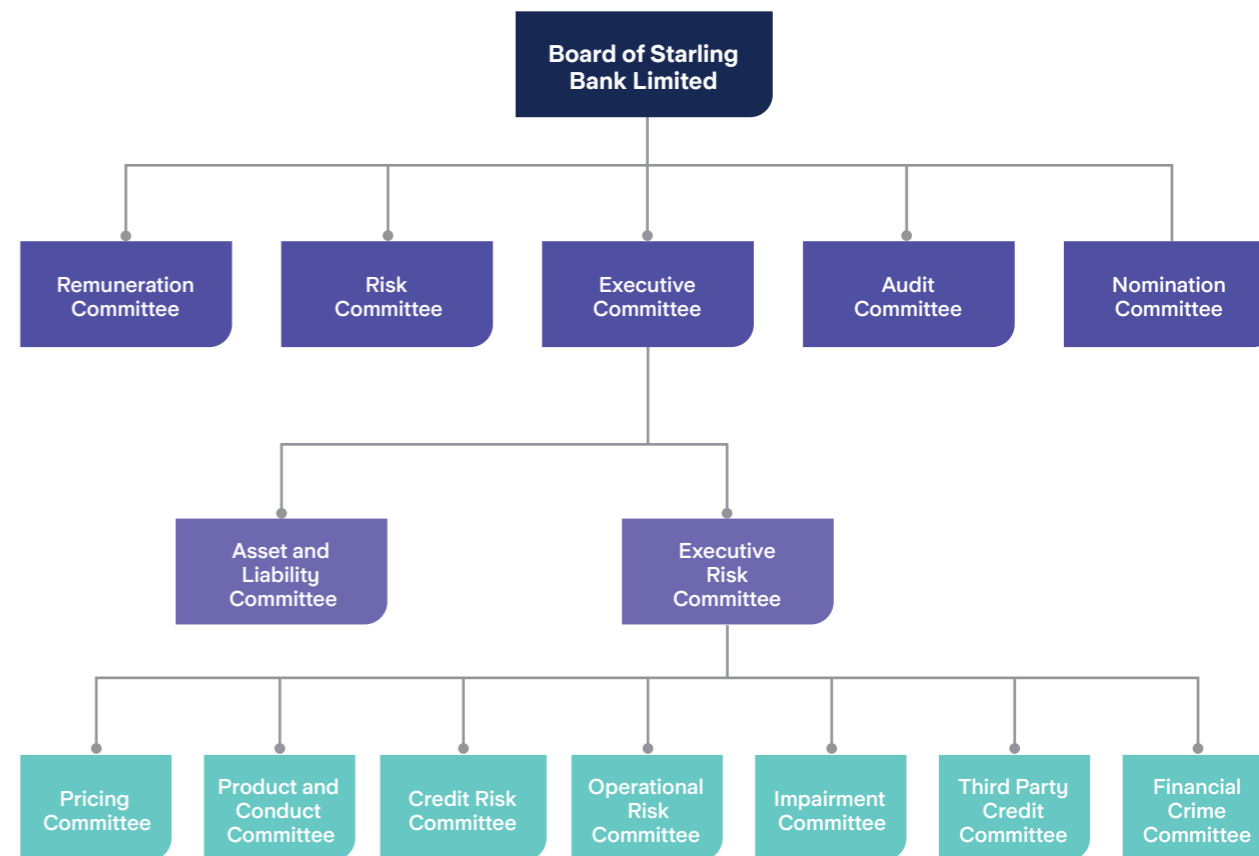 Board of Starling
Bank Limited
Remuneration
Committee
Risk
Committee
Executive
Committee
Audit
Committee
Nomination
Committee
Asset and
Liability
Committee
Executive
Risk
Committee
Pricing
Committee
Product and
Conduct
Committee
Credit Risk
Committee
Operational
Risk
Committee
Impairment
Committee
Third Party
Credit
Committee
Financial
Crime
Committee